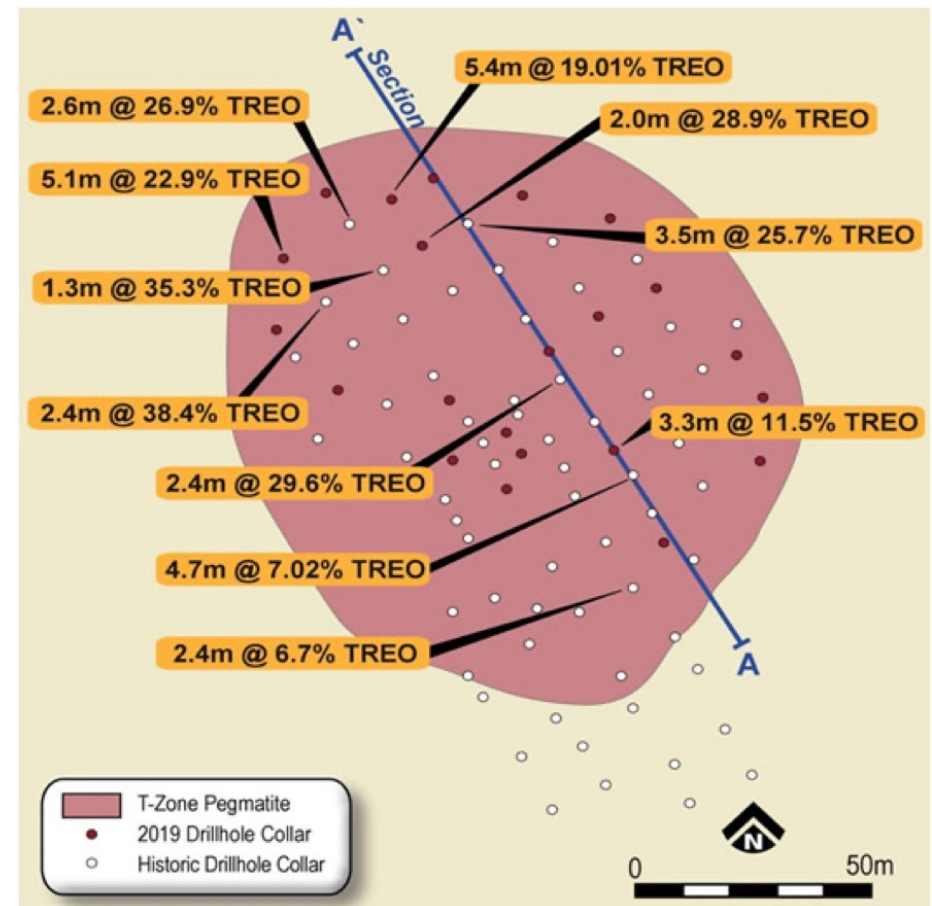 A`
Section
5.4m @ 19.01% TREO
2.6m @ 26.9% TREO
2.0m @ 28.9% TREO
5.1m @ 22.9% TREO
3.5m @ 25.7% TREO
1.3m @ 35.3% TREO
2.4m @ 38.4% TREO
3.3m @ 11.5% TREO
2.4m @ 29.6% TREO
4.7m @ 7.02% TREO
2.4m @ 6.7% TREO
A
T-Zone Pegmatite
2019 Drillhole Collar
Historic Drillhole Collar
N
0 50m